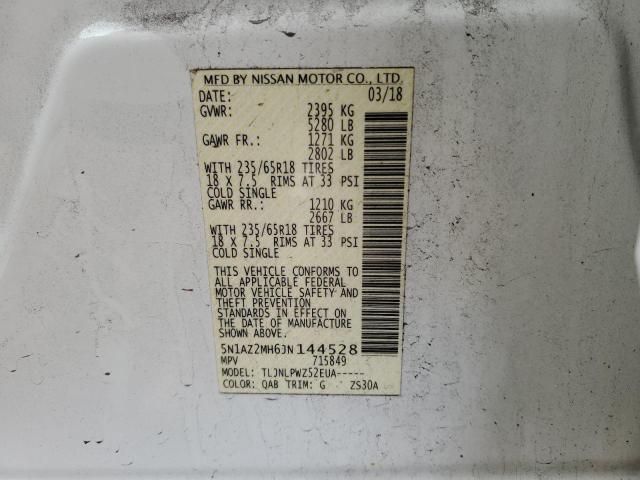 MFD BY NISSAN MOTOR CO., LTD.
DATE: 03/18
GVWR: 2395 KG
5280 LB
GAWR FR.: 1271 KG
2802 LB
WITH 235/65R18 TIRES
18 X 7.5 RIMS AT 33 PSI
COLD SINGLE
GAWR RR.: 1210 KG
2667 LB
WITH 235/65R18 TIRES
18 X 7.5 RIMS AT 33 PSI
COLD SINGLE
THIS VEHICLE CONFORMS TO
ALL APPLICABLE FEDERAL
MOTOR VEHICLE SAFETY AND
THEFT PREVENTION
STANDARDS IN EFFECT ON
THE DATE OF MANUFACTURE
SHOWN ABOVE.
5N1AZ2MH6JN144528
MPV 715849
MODEL: TLJNLPWZ52EUA-----
COLOR: QAB TRIM: G ZS30A